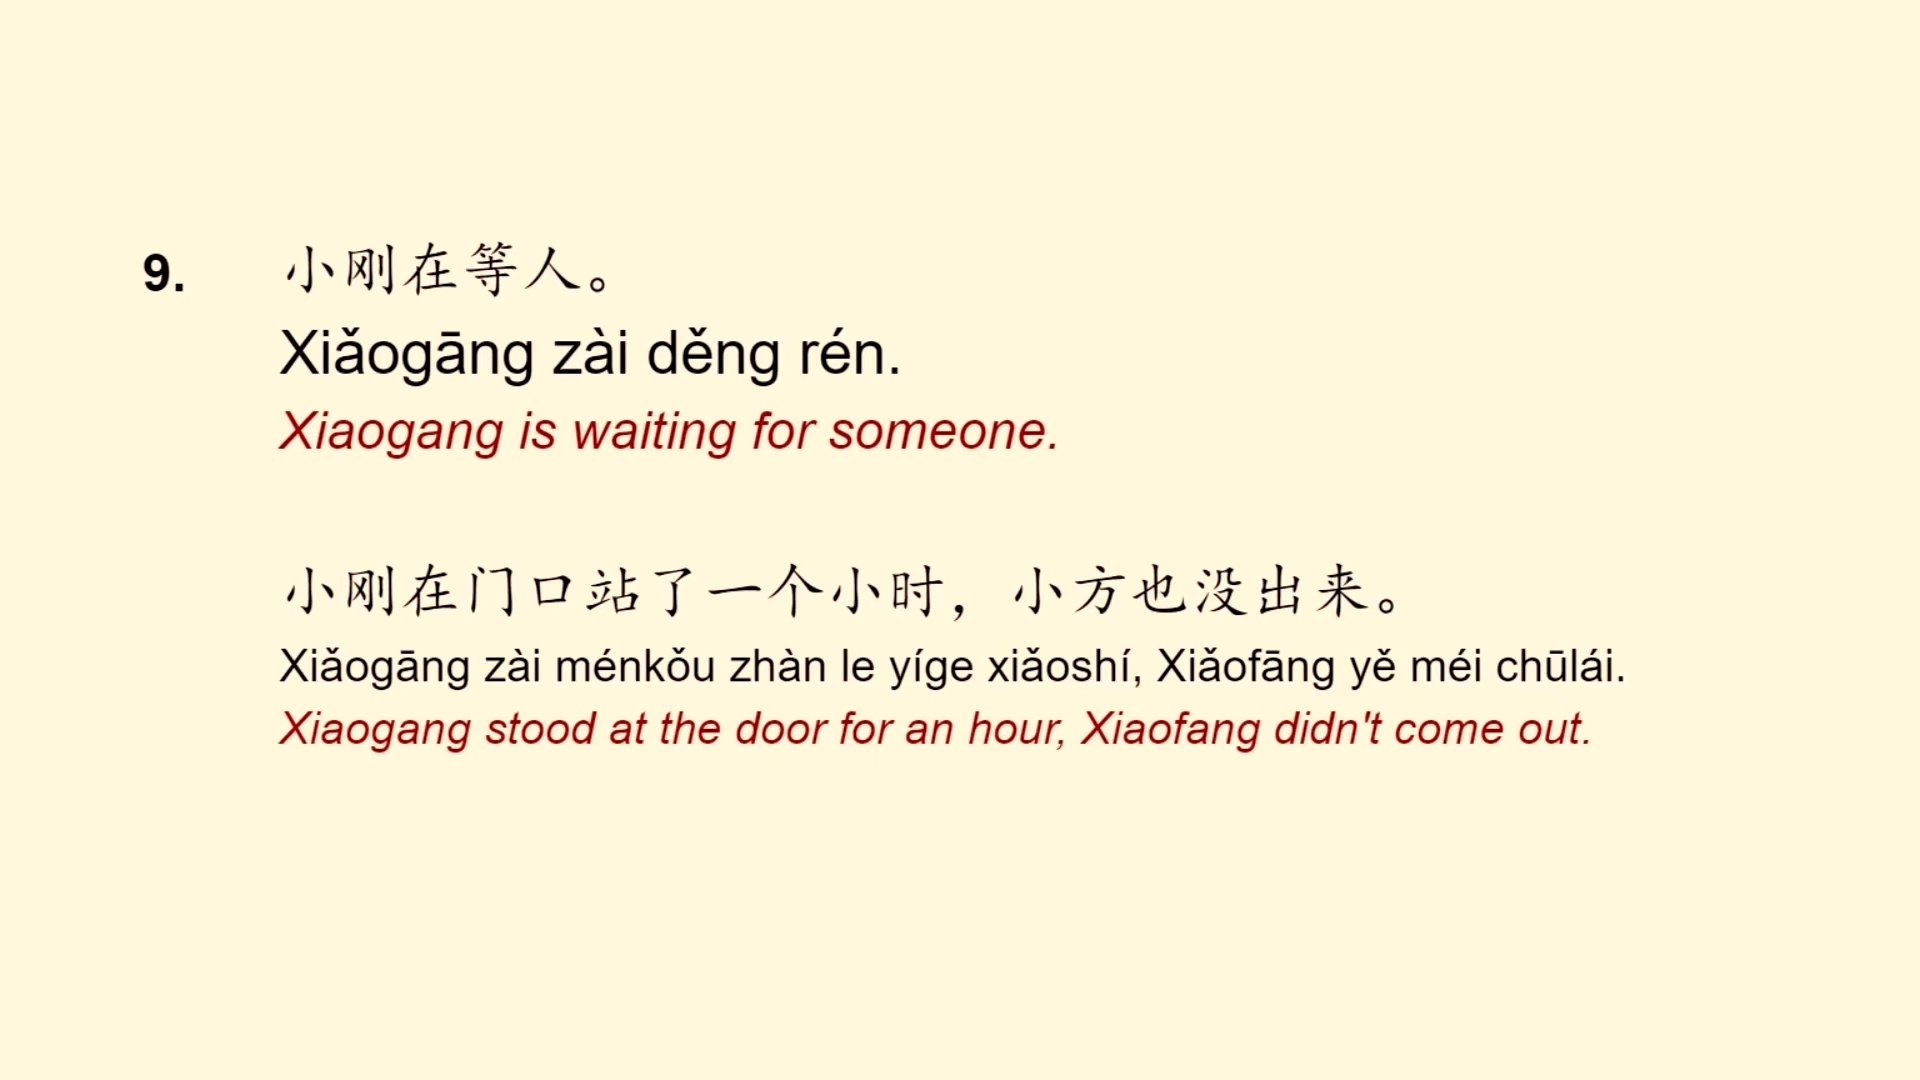 9. 小刚在等人。
Xiǎogāng zài děng rén.
Xiaogang is waiting for someone.
小刚在门口站了一个小时，小方也没出来。
Xiǎogāng zài ménkǒu zhàn le yíge xiǎoshí, Xiǎofāng yě méi chūlái.
Xiaogang stood at the door for an hour, Xiaofang didn't come out.